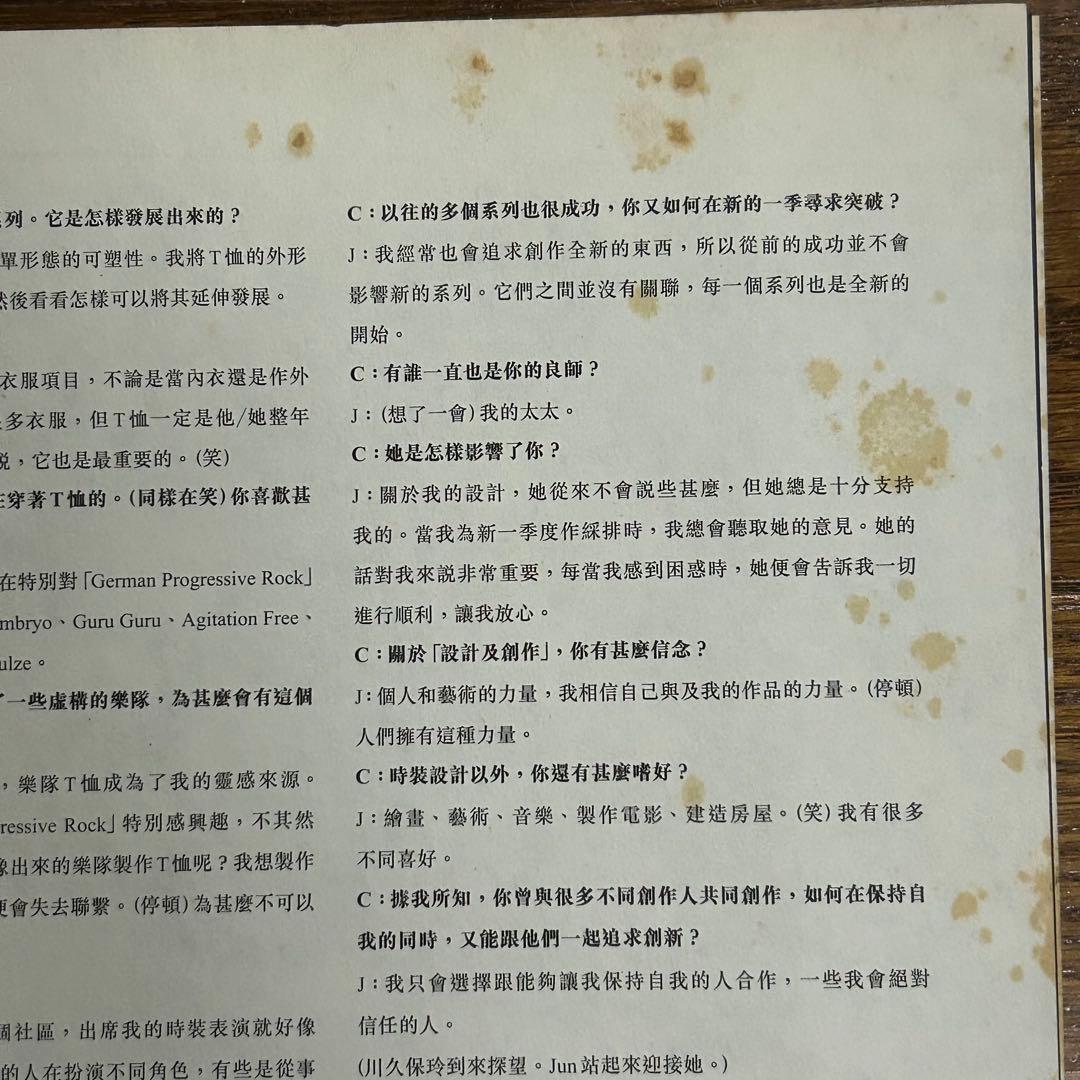 列。它是怎樣發展出來的？
單形態的可塑性。我將T恤的外形
然後看看怎樣可以將其延伸發展。
衣服項目，不論是當內衣還是作外
多衣服，但T恤一定是他/她整年
說，它也是最重要的。(笑)
穿著T恤的。(同樣在笑)你喜歡甚
在特別對「German Progressive Rock」
mbryo、Guru Guru、Agitation Free、
ulze。
了一些虛構的樂隊，為甚麼會有這個
，樂隊T恤成為了我的靈感來源。
ressive Rock」特別感興趣，不其然
像出來的樂隊製作T恤呢？我想製作
便會失去聯繫。(停頓)為甚麼不可以
個社區，出席我的時裝表演就好像
的人在扮演不同角色，有些是從事
C：以往的多個系列也很成功，你又如何在新的一季尋求突破？
J：我經常也會追求創作全新的東西，所以從前的成功並不會
影響新的系列。它們之間並沒有關聯，每一個系列也是全新的
開始。
C：有誰一直也是你的良師？
J：(想了一會)我的太太。
C：她是怎樣影響了你？
J：關於我的設計，她從來不會說些甚麼，但她總是十分支持
我的。當我為新一季度作綵排時，我總會聽取她的意見。她的
話對我來說非常重要，每當我感到困惑時，她便會告訴我一切
進行順利，讓我放心。
C：關於「設計及創作」，你有甚麼信念？
J：個人和藝術的力量，我相信自己與及我的作品的力量。(停頓)
人們擁有這種力量。
C：時裝設計以外，你還有甚麼嗜好？
J：繪畫、藝術、音樂、製作電影、建造房屋。(笑)我有很多
不同喜好。
C：據我所知，你曾與很多不同創作人共同創作，如何在保持自
我的同時，又能跟他們一起追求創新？
J：我只會選擇跟能夠讓我保持自我的人合作，一些我會絕對
信任的人。
(川久保玲到來探望。Jun站起來迎接她。)